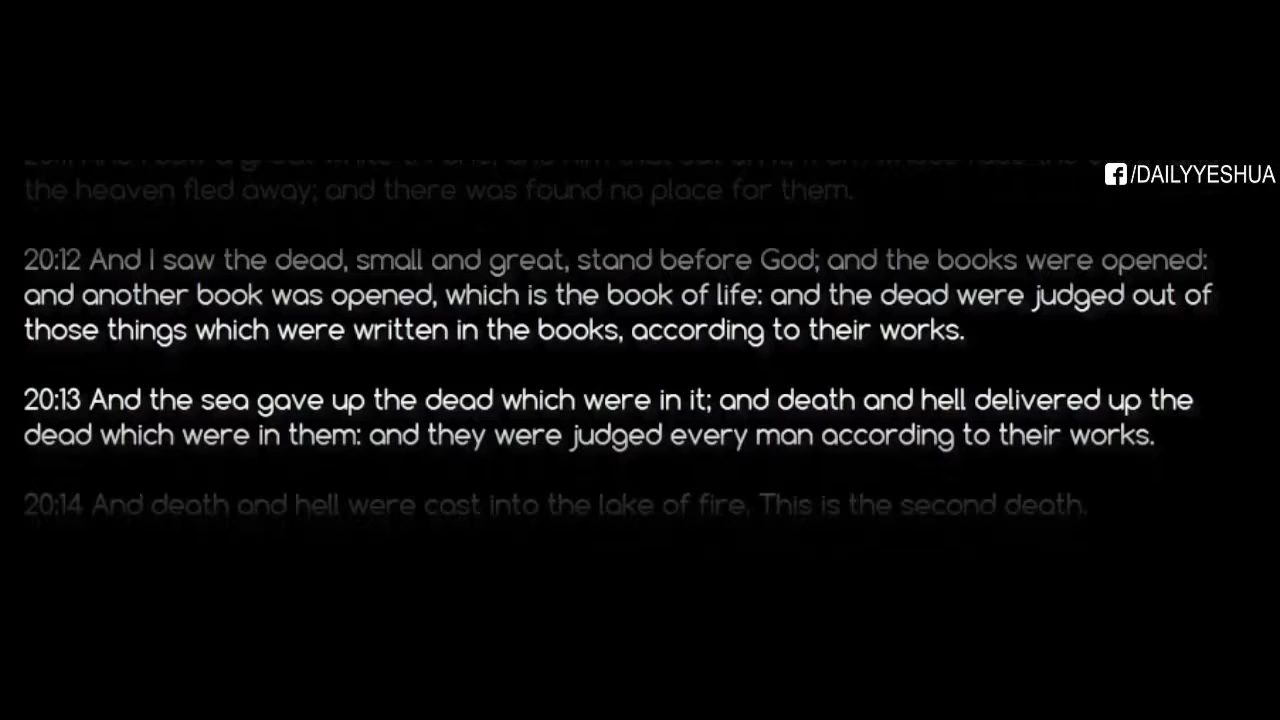 /DAILYYESHUA
the heaven fled away; and there was found no place for them.
20:12 And I saw the dead, small and great, stand before God; and the books were opened:
and another book was opened, which is the book of life: and the dead were judged out of
those things which were written in the books, according to their works.
20:13 And the sea gave up the dead which were in it; and death and hell delivered up the
dead which were in them: and they were judged every man according to their works.
20:14 And death and hell were cast into the lake of fire. This is the second death.